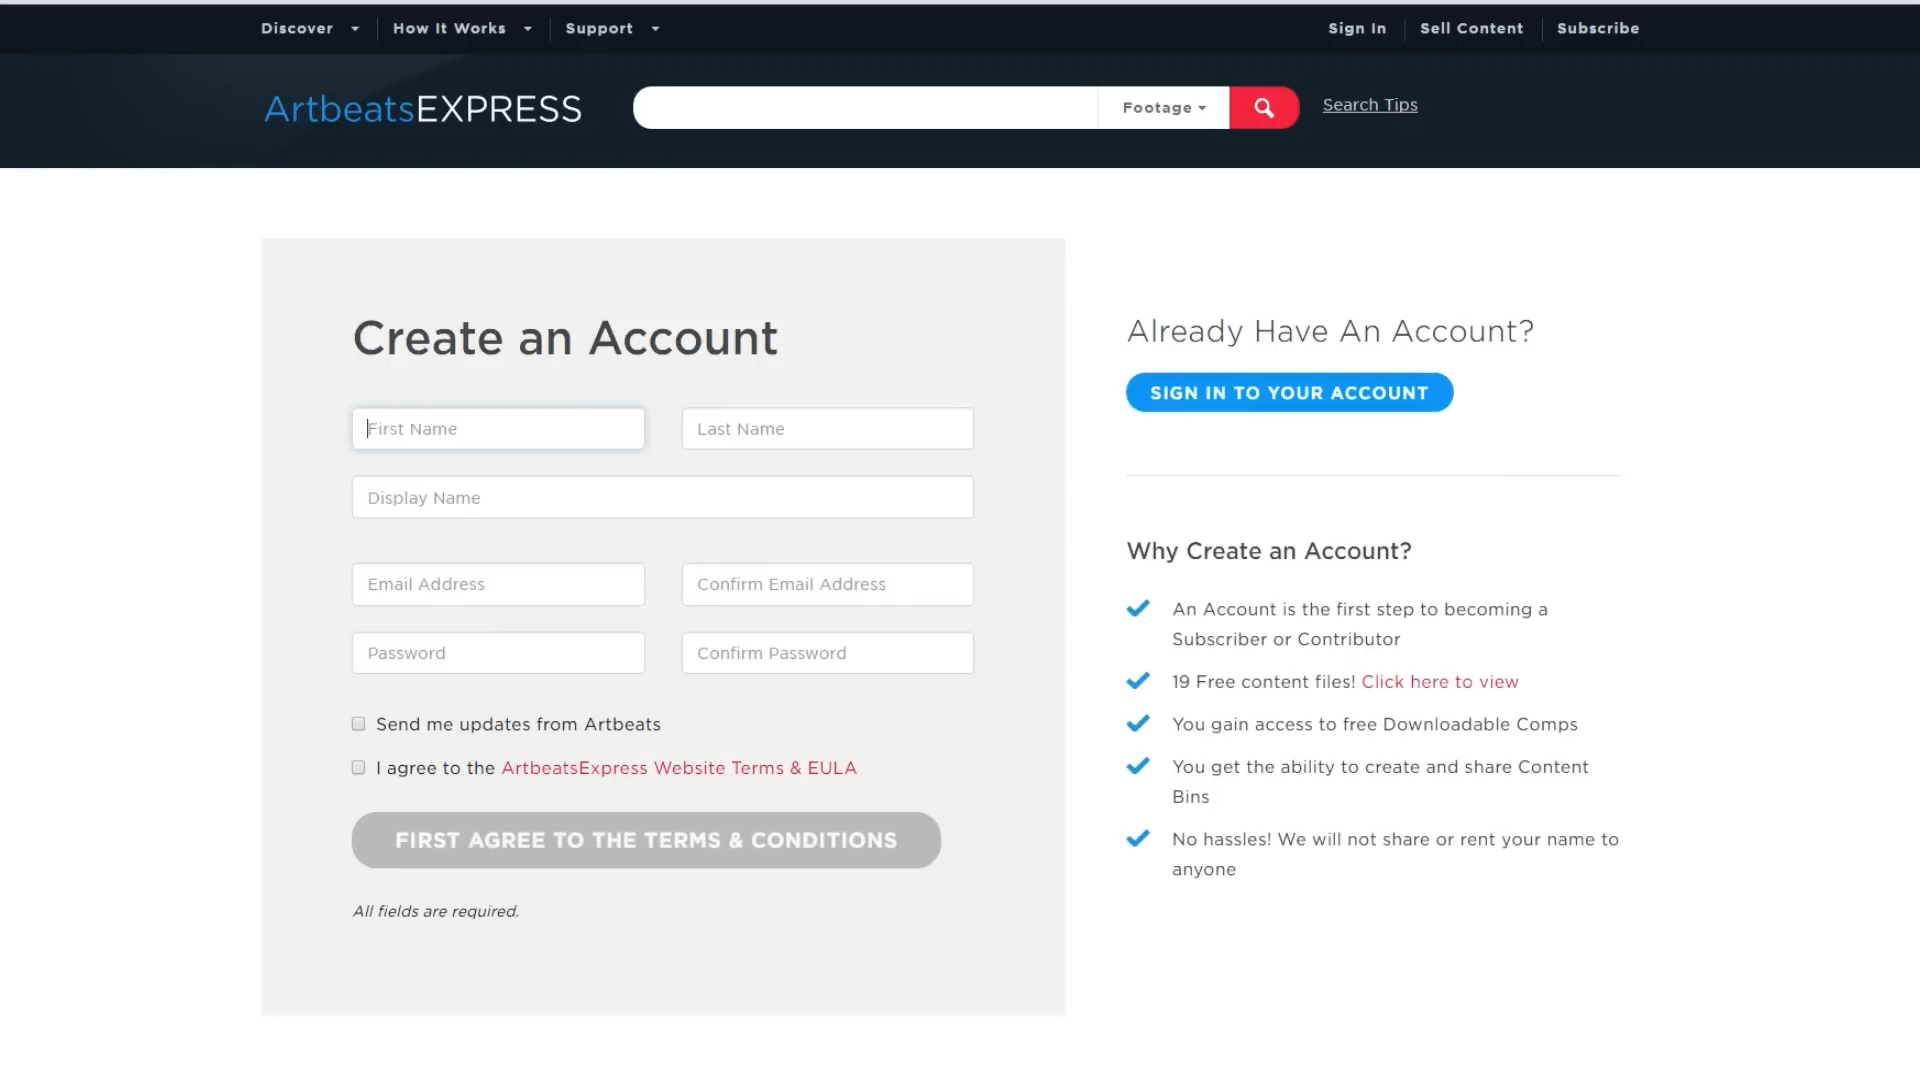 Discover How It Works Support Sign In Sell Content Subscribe
ArtbeatsEXPRESS Footage Search Tips
Create an Account
First Name Last Name
Display Name
Email Address Confirm Email Address
Password Confirm Password
Send me updates from Artbeats
I agree to the ArtbeatsExpress Website Terms & EULA
FIRST AGREE TO THE TERMS & CONDITIONS
All fields are required.
Already Have An Account?
SIGN IN TO YOUR ACCOUNT
Why Create an Account?
An Account is the first step to becoming a
Subscriber or Contributor
19 Free content files! Click here to view
You gain access to free Downloadable Comps
You get the ability to create and share Content
Bins
No hassles! We will not share or rent your name to
anyone